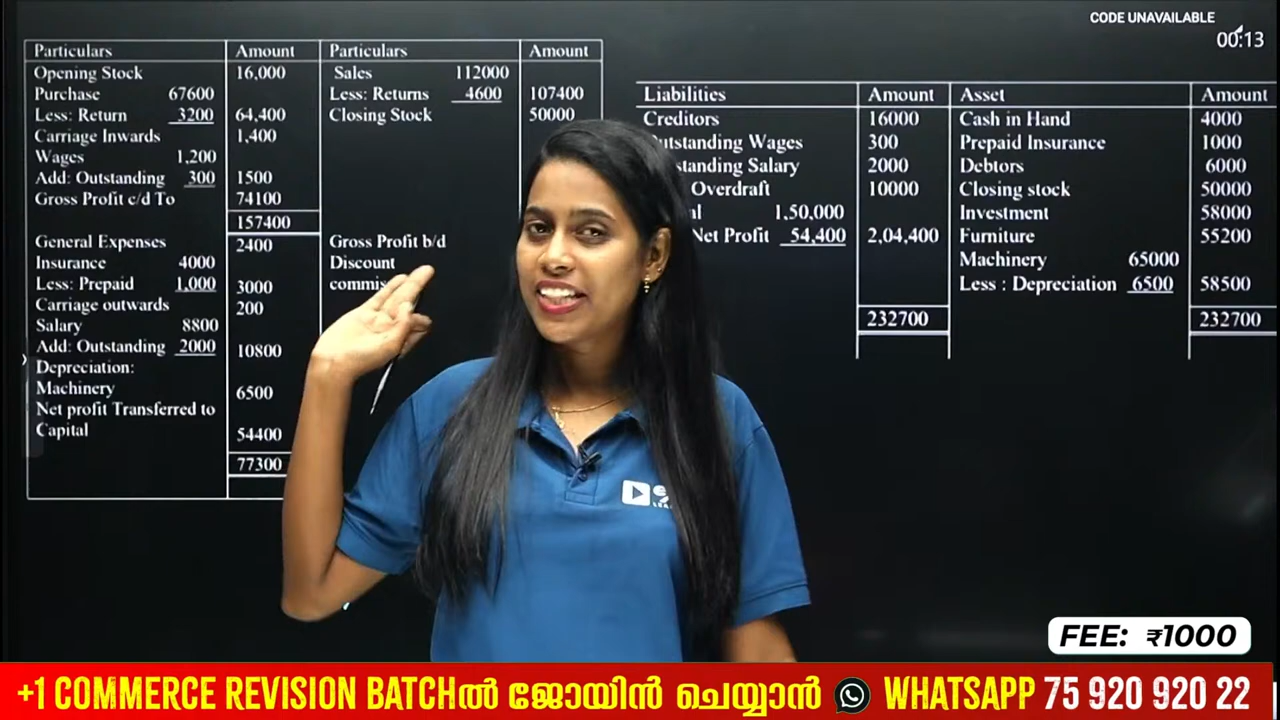 CODE UNAVAILABLE
00:13
Particulars Amount Particulars Amount
Opening Stock 16,000 Sales 112000
Purchase 67600 Less: Returns 4600 107400
Less: Return 3200 64,400 Closing Stock 50000
Carriage Inwards 1,400
Wages 1,200
Add: Outstanding 300 1500
Gross Profit c/d To 74100
157400
General Expenses 2400 Gross Profit b/d
Insurance 4000 Discount
Less: Prepaid 1,000 3000
Carriage outwards 200
Salary 8800
Add: Outstanding 2000 10800
Depreciation:
Machinery 6500
Net profit Transferred to
Capital 54400
77300
Liabilities Amount Asset Amount
Creditors 16000 Cash in Hand 4000
Wages 300 Prepaid Insurance 1000
Salary 2000 Debtors 6000
Overdraft 10000 Closing stock 50000
1,50,000 Investment 58000
Net Profit 54,400 2,04,400 Furniture 55200
Machinery 65000
Less : Depreciation 6500 58500
232700 232700
FEE: ₹1000
+1 COMMERCE REVISION BATCHൽ ജോയിൻ ചെയ്യാൻ WHATSAPP 75 920 920 22